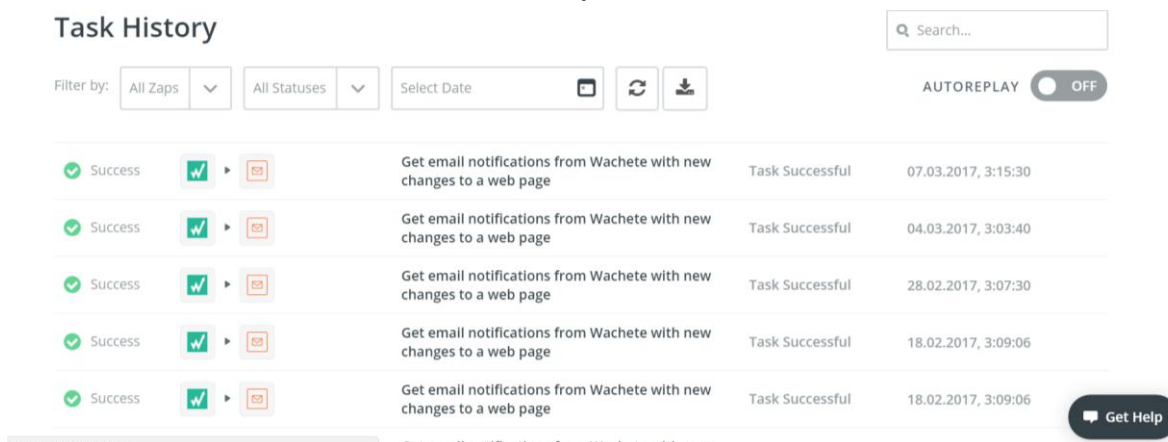 Task History
Search...
Filter by:
All Zaps
All Statuses
Select Date
AUTOREPLAY
OFF
Success
Get email notifications from Wachete with new
changes to a web page
Task Successful
07.03.2017, 3:15:30
Success
Get email notifications from Wachete with new
changes to a web page
Task Successful
04.03.2017, 3:03:40
Success
Get email notifications from Wachete with new
changes to a web page
Task Successful
28.02.2017, 3:07:30
Success
Get email notifications from Wachete with new
changes to a web page
Task Successful
18.02.2017, 3:09:06
Success
Get email notifications from Wachete with new
changes to a web page
Task Successful
18.02.2017, 3:09:06
Get Help